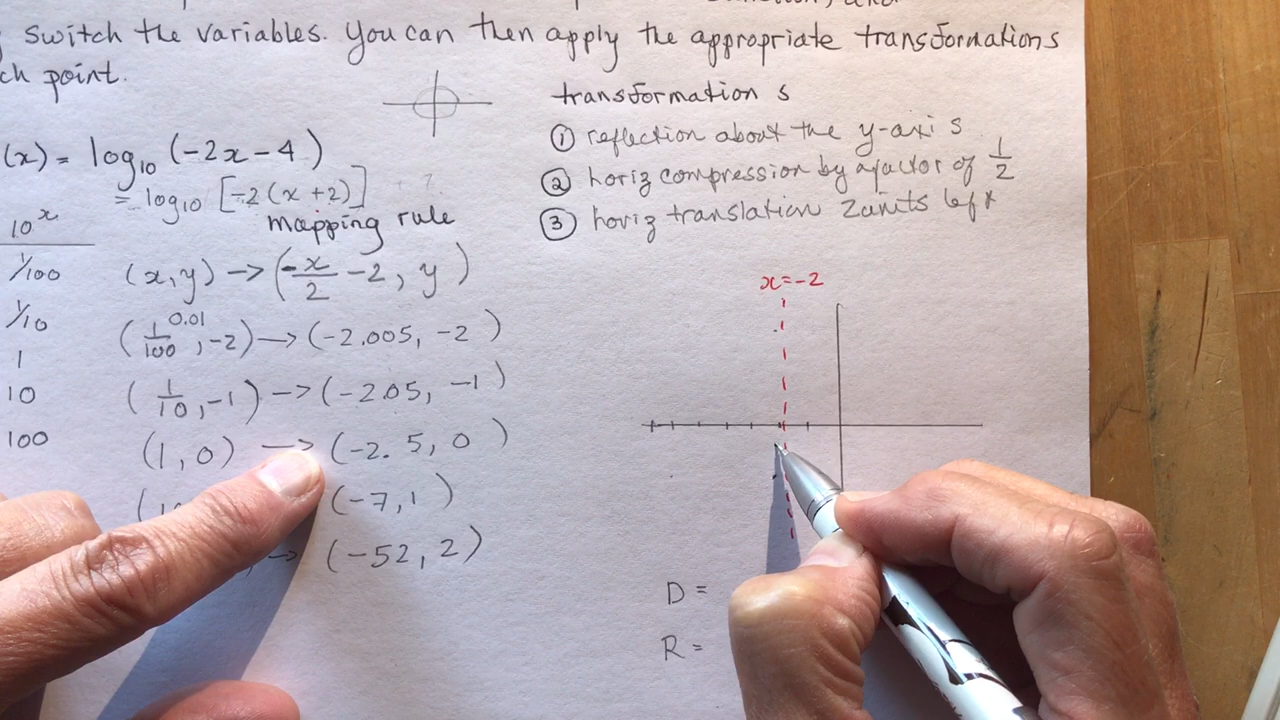 switch the variables. You can then apply the appropriate transformations
ch point.
transformation s
① reflection about the y-axi s
② horiz compression by a factor of 1/2
③ horiz translation 2 units left
(x) = log₁₀ (-2x-4)
= log₁₀ [-2(x+2)]
mapping rule
10ˣ
1/100
1/10
1
10
100
(x,y) → (-x/2 -2, y)
0.01
(1/100, -2) → (-2.005, -2)
(1/10, -1) → (-2.05, -1)
(1, 0) → (-2.5, 0)
(-7, 1)
→ (-52, 2)
x=-2
D =
R =